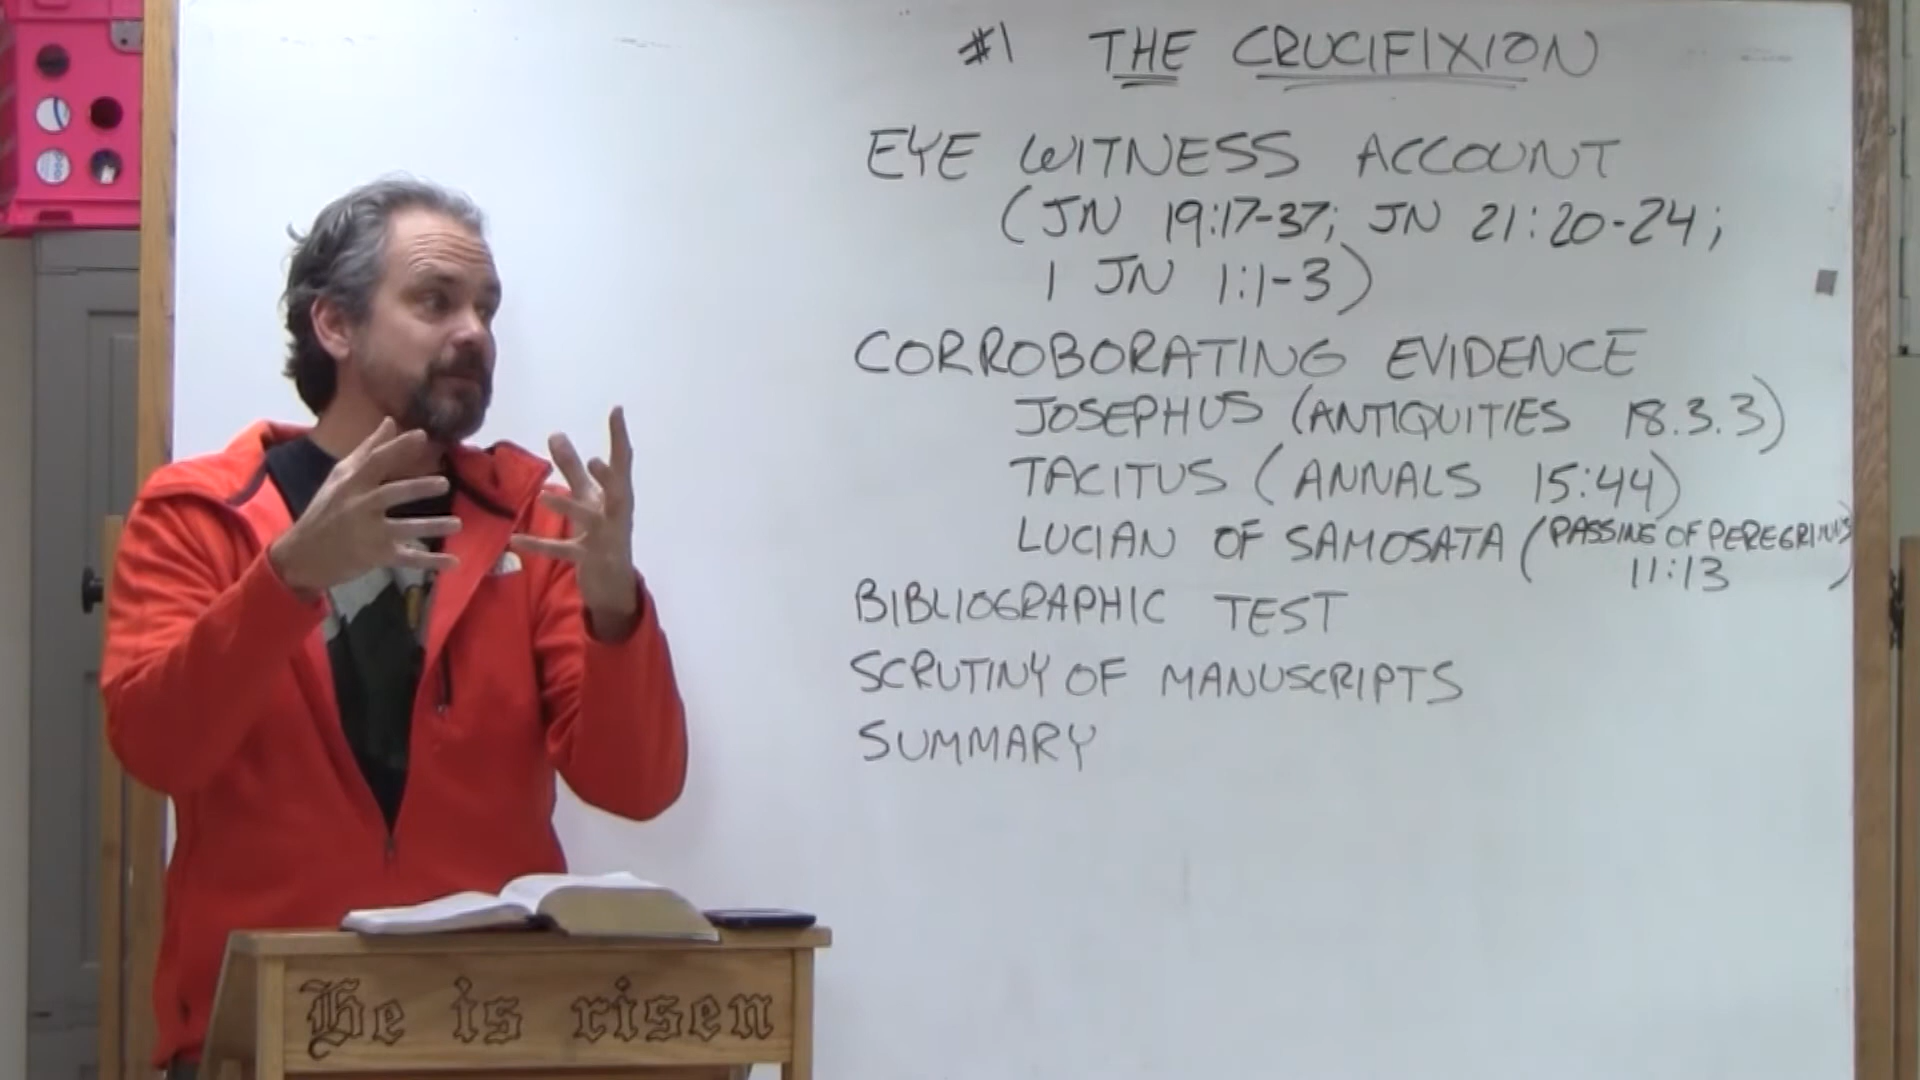 #1 THE CRUCIFIXION
EYE WITNESS ACCOUNT
(JN 19:17-37; JN 21:20-24;
1 JN 1:1-3)
CORROBORATING EVIDENCE
JOSEPHUS (ANTIQUITIES 18.3.3)
TACITUS (ANNALS 15:44)
LUCIAN OF SAMOSATA (PASSING OF PEREGRINUS
11:13)
BIBLIOGRAPHIC TEST
SCRUTINY OF MANUSCRIPTS
SUMMARY
He is risen